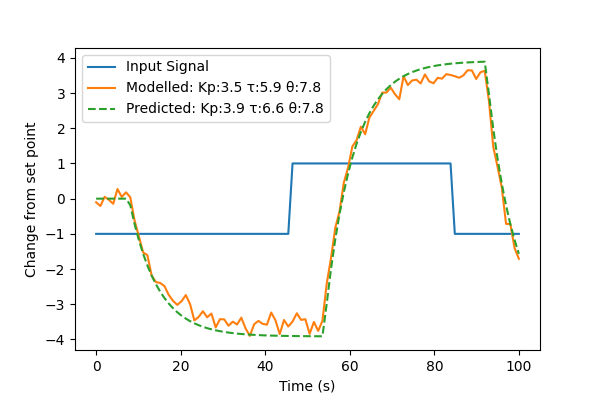 Input Signal
Modelled: Kp:3.5 τ:5.9 θ:7.8
Predicted: Kp:3.9 τ:6.6 θ:7.8
Change from set point
4
3
2
1
0
−1
−2
−3
−4
0 20 40 60 80 100
Time (s)